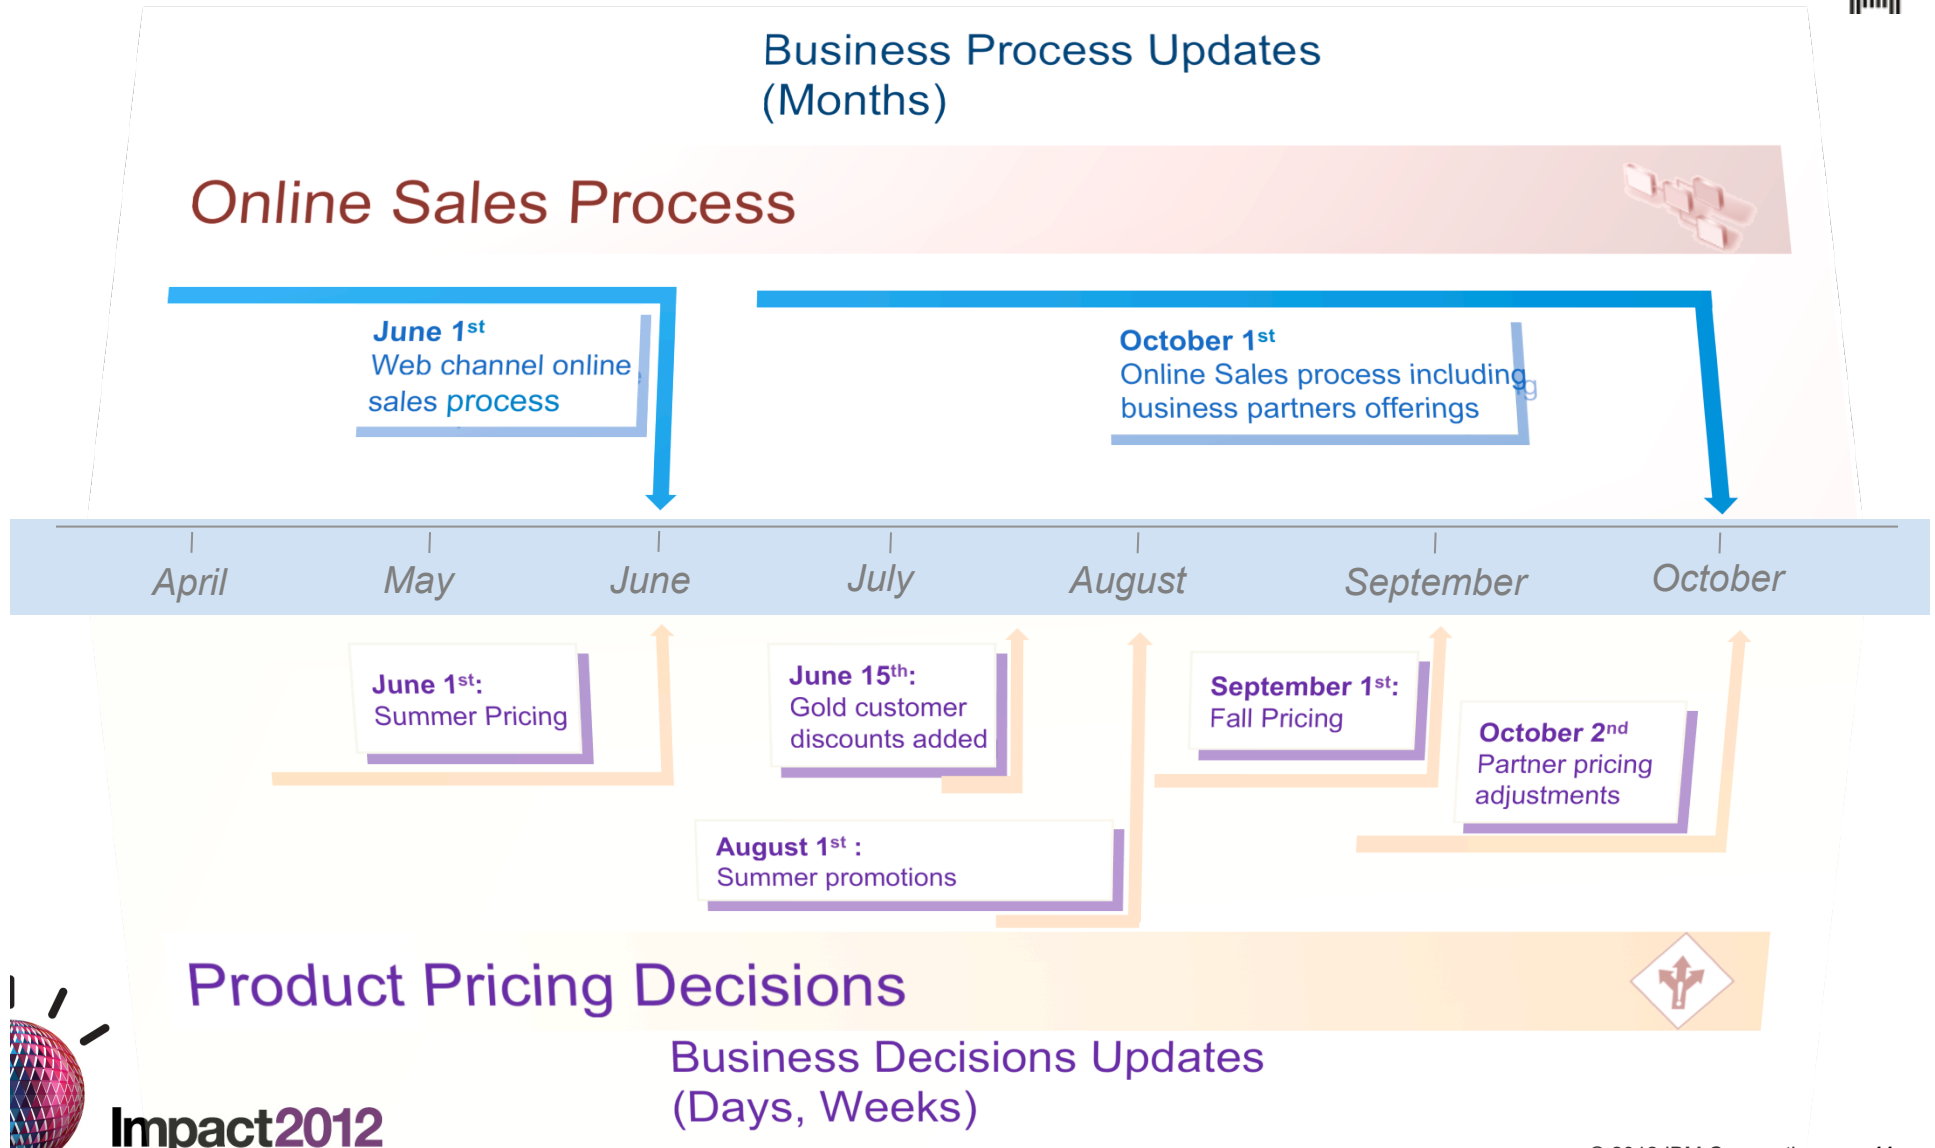 Business Process Updates
(Months)
Online Sales Process
June 1st
Web channel online
sales process
October 1st
Online Sales process including
business partners offerings
April
May
June
July
August
September
October
June 1st:
Summer Pricing
June 15th:
Gold customer
discounts added
September 1st:
Fall Pricing
October 2nd
Partner pricing
adjustments
August 1st :
Summer promotions
Product Pricing Decisions
Business Decisions Updates
(Days, Weeks)
Impact2012